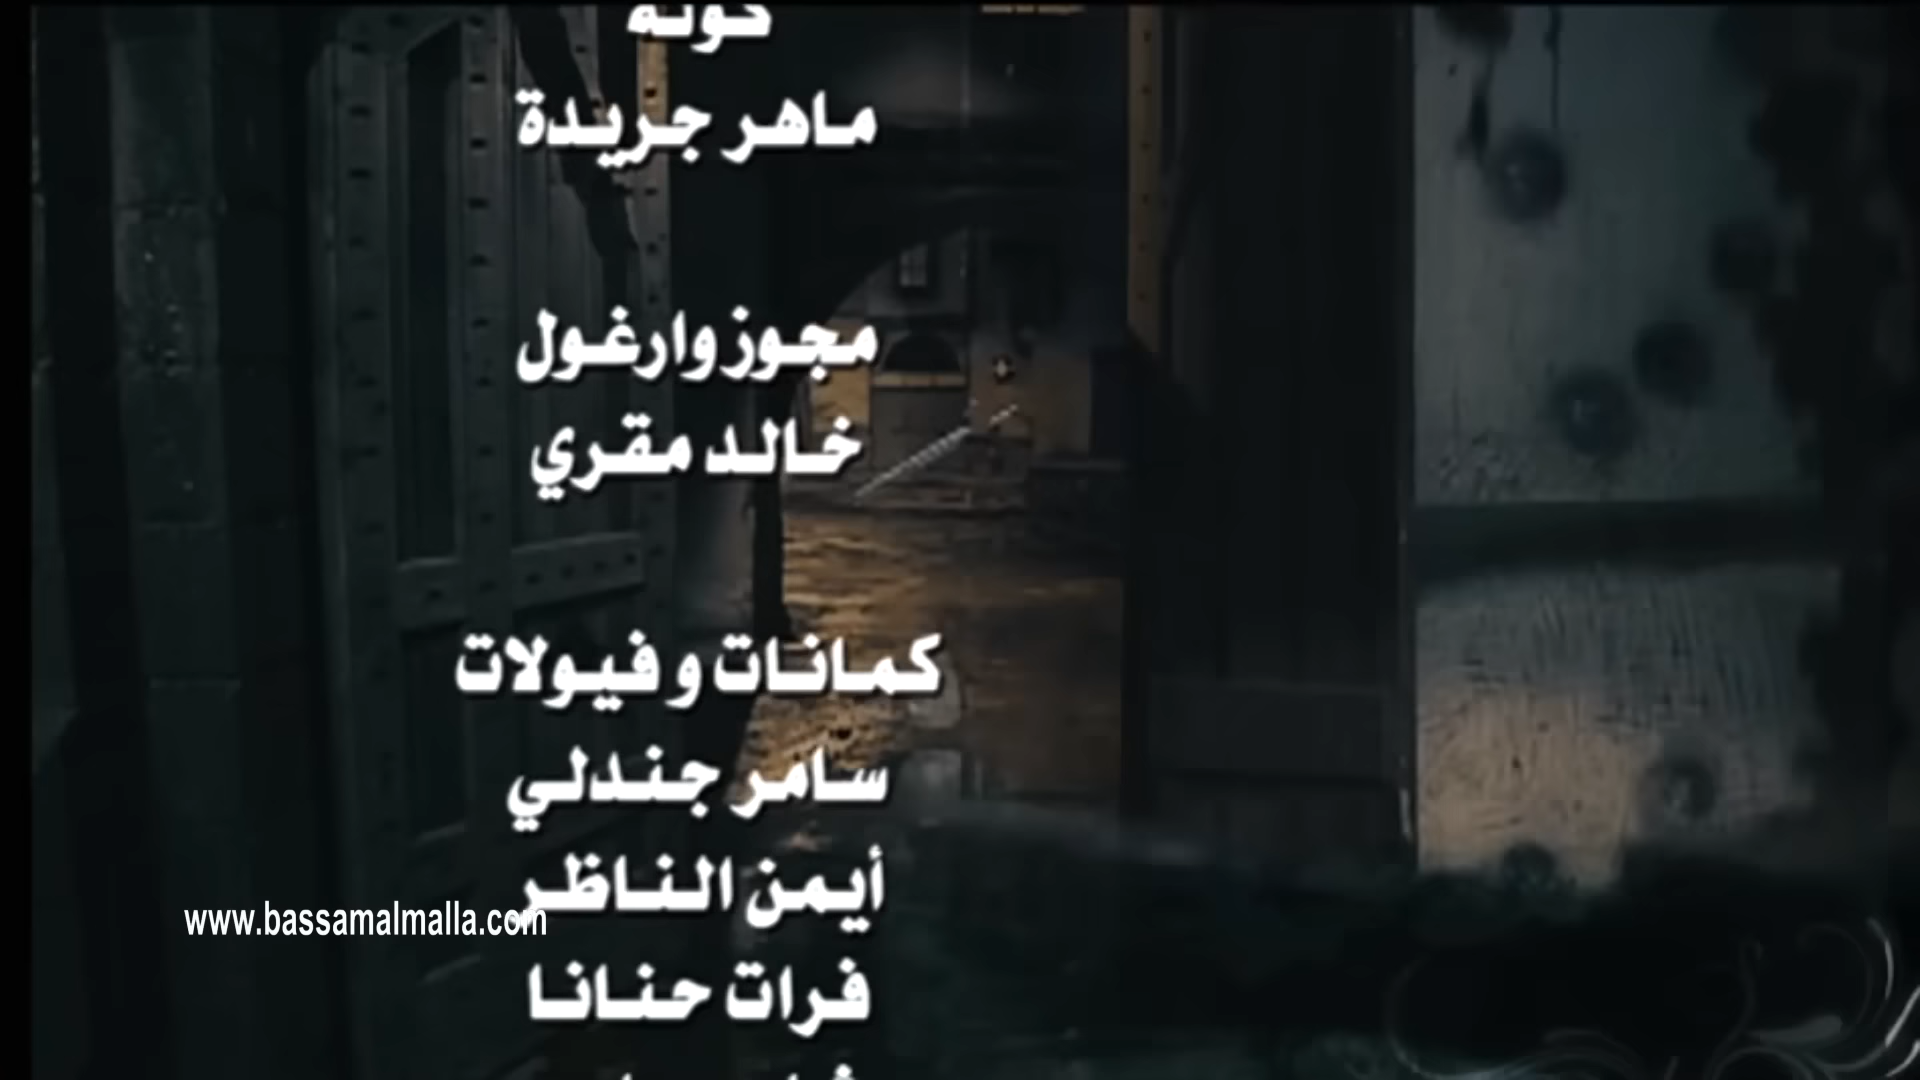 ماهر جريدة
مجوز وارغول
خالد مقري
كمانات و فيولات
سامر جندلي
أيمن الناظر
www.bassamalmalla.com
فرات حنانا